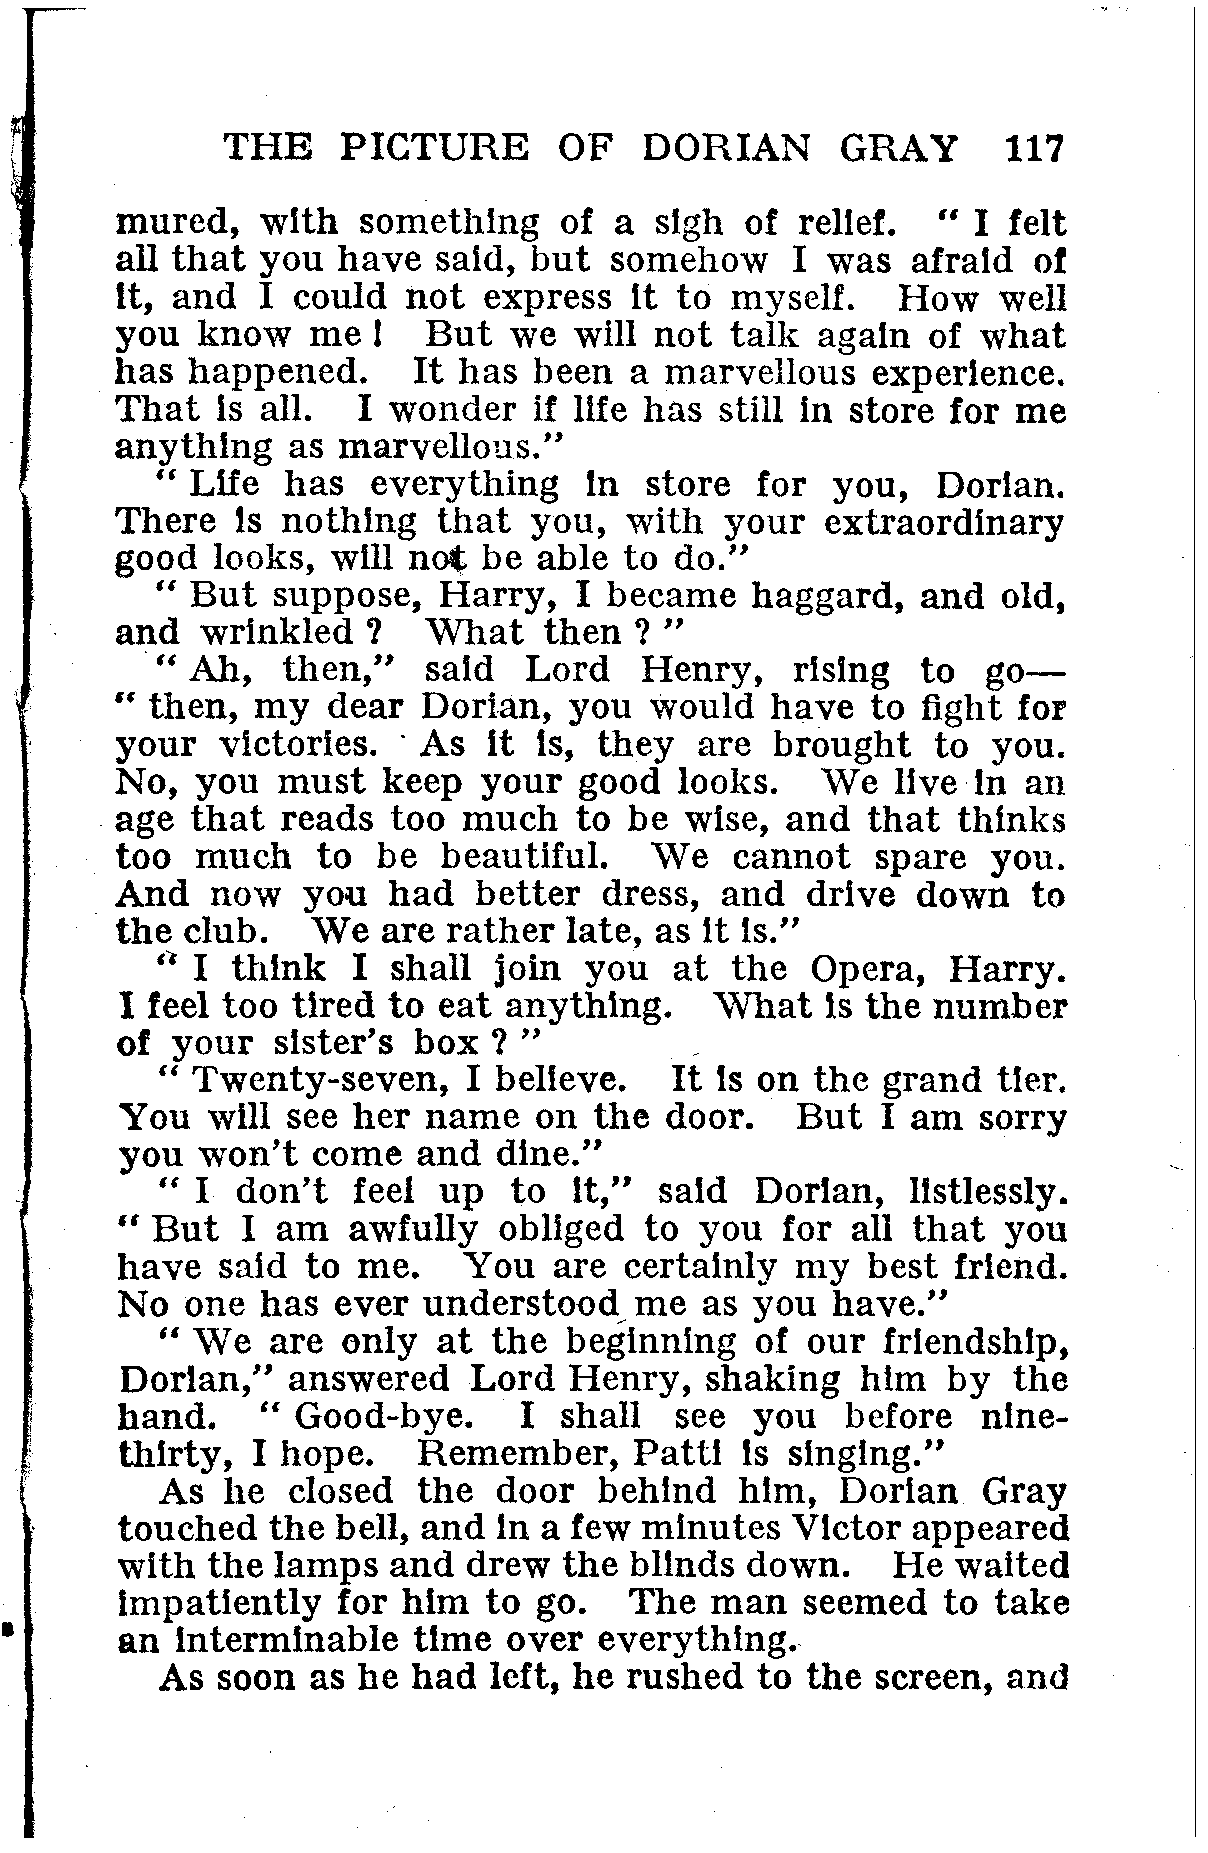 THE PICTURE OF DORIAN GRAY 117
mured, with something of a sigh of relief. “ I felt
all that you have said, but somehow I was afraid of
it, and I could not express it to myself. How well
you know me ! But we will not talk again of what
has happened. It has been a marvellous experience.
That is all. I wonder if life has still in store for me
anything as marvellous.”
“ Life has everything in store for you, Dorian.
There is nothing that you, with your extraordinary
good looks, will not be able to do.”
“ But suppose, Harry, I became haggard, and old,
and wrinkled ? What then ? ”
“ Ah, then,” said Lord Henry, rising to go—
“ then, my dear Dorian, you would have to fight for
your victories. As it is, they are brought to you.
No, you must keep your good looks. We live in an
age that reads too much to be wise, and that thinks
too much to be beautiful. We cannot spare you.
And now you had better dress, and drive down to
the club. We are rather late, as it is.”
“ I think I shall join you at the Opera, Harry.
I feel too tired to eat anything. What is the number
of your sister’s box ? ”
“ Twenty-seven, I believe. It is on the grand tier.
You will see her name on the door. But I am sorry
you won’t come and dine.”
“ I don’t feel up to it,” said Dorian, listlessly.
“ But I am awfully obliged to you for all that you
have said to me. You are certainly my best friend.
No one has ever understood me as you have.”
“ We are only at the beginning of our friendship,
Dorian,” answered Lord Henry, shaking him by the
hand. “ Good-bye. I shall see you before nine-
thirty, I hope. Remember, Patti is singing.”
As he closed the door behind him, Dorian Gray
touched the bell, and in a few minutes Victor appeared
with the lamps and drew the blinds down. He waited
impatiently for him to go. The man seemed to take
an interminable time over everything.
As soon as he had left, he rushed to the screen, and